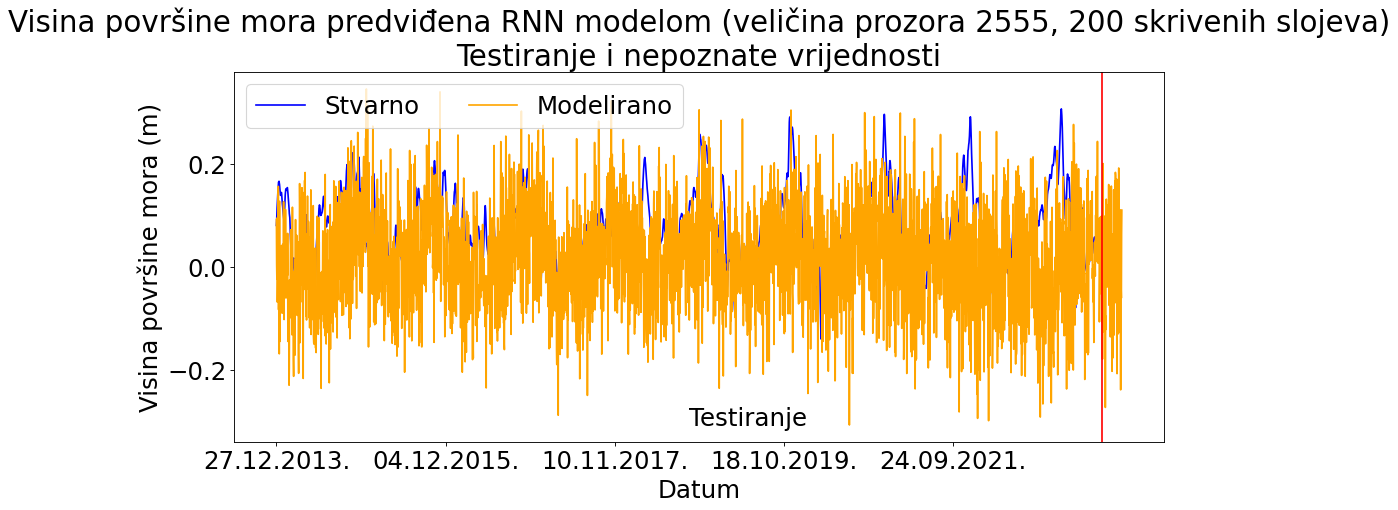 Visina površine mora predviđena RNN modelom (veličina prozora 2555, 200 skrivenih slojeva)
Testiranje i nepoznate vrijednosti
Stvarno Modelirano
Visina površine mora (m)
0.2
0.0
−0.2
Testiranje
27.12.2013. 04.12.2015. 10.11.2017. 18.10.2019. 24.09.2021.
Datum